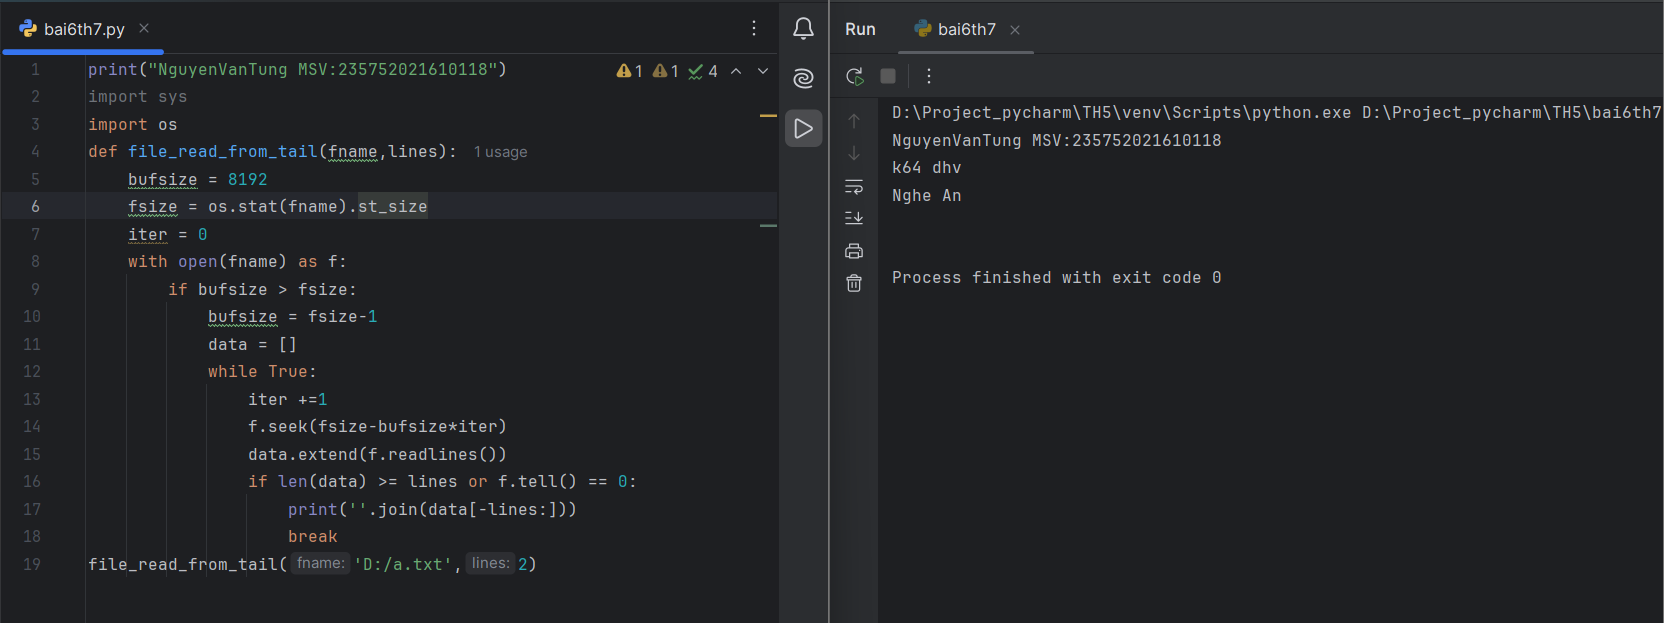 bai6th7.py
1 print("NguyenVanTung MSV:235752021610118") 1 1 4
2 import sys
3 import os
4 def file_read_from_tail(fname,lines): 1 usage
5 bufsize = 8192
6 fsize = os.stat(fname).st_size
7 iter = 0
8 with open(fname) as f:
9 if bufsize > fsize:
10 bufsize = fsize-1
11 data = []
12 while True:
13 iter +=1
14 f.seek(fsize-bufsize*iter)
15 data.extend(f.readlines())
16 if len(data) >= lines or f.tell() == 0:
17 print(''.join(data[-lines:]))
18 break
19 file_read_from_tail( fname: 'D:/a.txt', lines: 2)
Run bai6th7
D:\Project_pycharm\TH5\venv\Scripts\python.exe D:\Project_pycharm\TH5\bai6th7
NguyenVanTung MSV:235752021610118
k64 dhv
Nghe An
Process finished with exit code 0